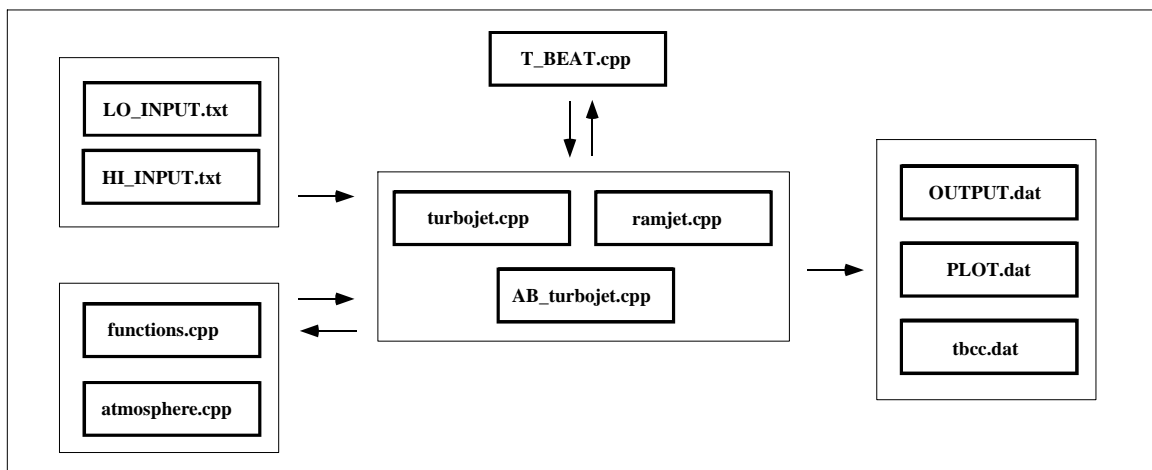 T_BEAT.cpp
LO_INPUT.txt
HI_INPUT.txt
turbojet.cpp
ramjet.cpp
AB_turbojet.cpp
functions.cpp
atmosphere.cpp
OUTPUT.dat
PLOT.dat
tbcc.dat